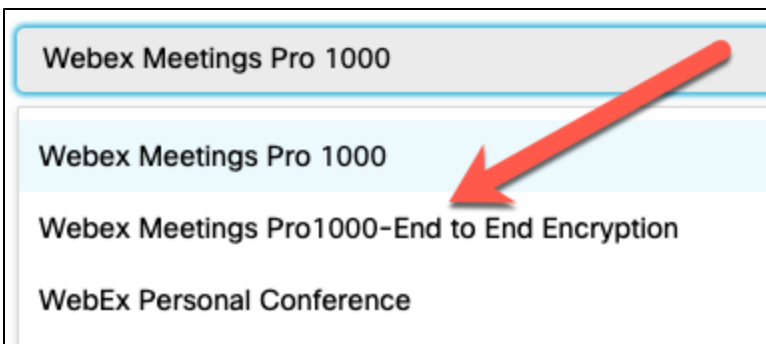 Webex Meetings Pro 1000
Webex Meetings Pro 1000
Webex Meetings Pro1000-End to End Encryption
WebEx Personal Conference